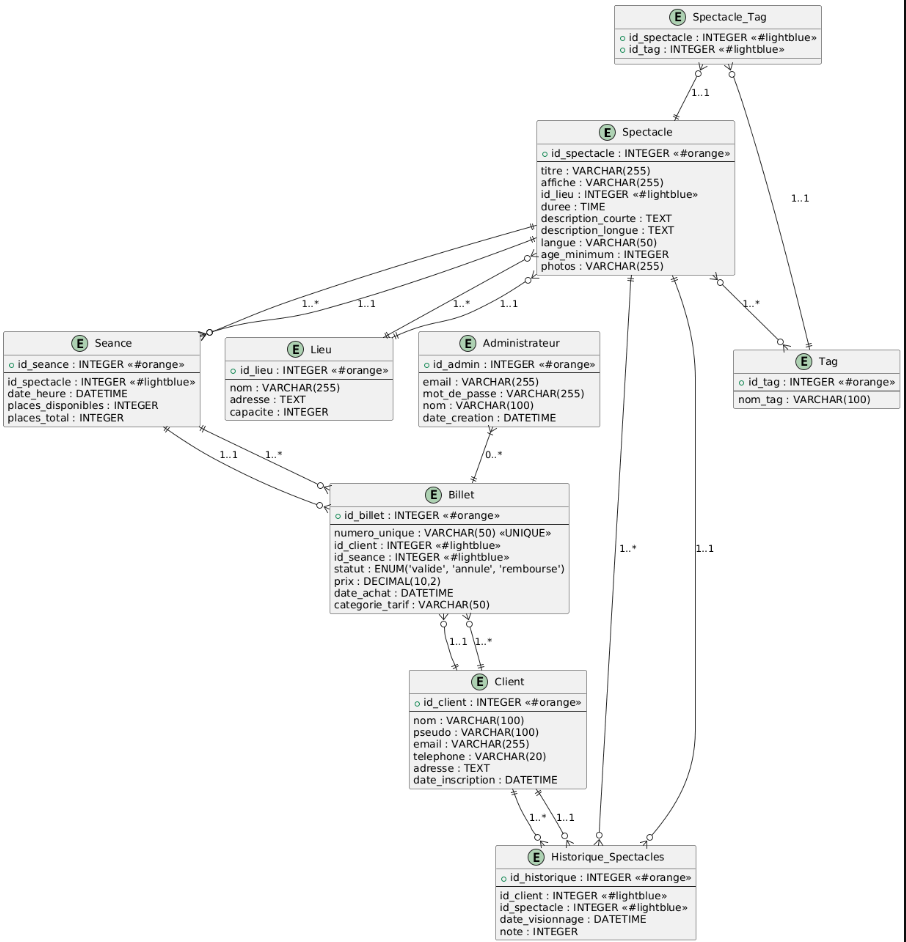 E Spectacle_Tag
id_spectacle : INTEGER «#lightblue»
id_tag : INTEGER «#lightblue»
1..1
E Spectacle
id_spectacle : INTEGER «#orange»
titre : VARCHAR(255)
affiche : VARCHAR(255)
id_lieu : INTEGER «#lightblue»
duree : TIME
description_courte : TEXT
description_longue : TEXT
langue : VARCHAR(50)
age_minimum : INTEGER
photos : VARCHAR(255)
1..1
1..*
1..1
1..*
1..1
1..*
E Seance
id_seance : INTEGER «#orange»
id_spectacle : INTEGER «#lightblue»
date_heure : DATETIME
places_disponibles : INTEGER
places_total : INTEGER
E Lieu
id_lieu : INTEGER «#orange»
nom : VARCHAR(255)
adresse : TEXT
capacite : INTEGER
E Administrateur
id_admin : INTEGER «#orange»
email : VARCHAR(255)
mot_de_passe : VARCHAR(255)
nom : VARCHAR(100)
date_creation : DATETIME
E Tag
id_tag : INTEGER «#orange»
nom_tag : VARCHAR(100)
1..1
1..*
0..*
E Billet
id_billet : INTEGER «#orange»
numero_unique : VARCHAR(50) «UNIQUE»
id_client : INTEGER «#lightblue»
id_seance : INTEGER «#lightblue»
statut : ENUM('valide', 'annule', 'rembourse')
prix : DECIMAL(10,2)
date_achat : DATETIME
categorie_tarif : VARCHAR(50)
1..*
1..1
1..1
1..*
E Client
id_client : INTEGER «#orange»
nom : VARCHAR(100)
pseudo : VARCHAR(100)
email : VARCHAR(255)
telephone : VARCHAR(20)
adresse : TEXT
date_inscription : DATETIME
1..*
1..1
E Historique_Spectacles
id_historique : INTEGER «#orange»
id_client : INTEGER «#lightblue»
id_spectacle : INTEGER «#lightblue»
date_visionnage : DATETIME
note : INTEGER